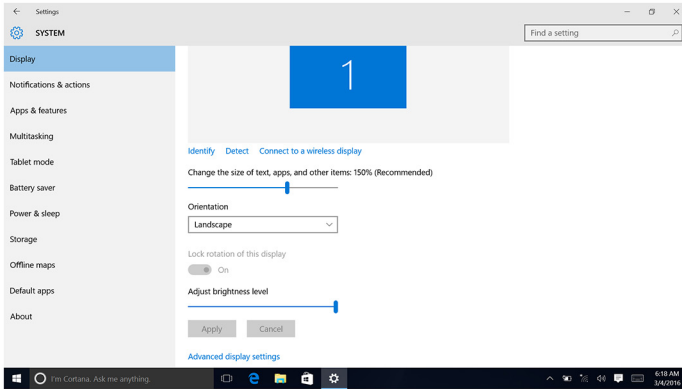 Settings
SYSTEM
Find a setting
Display
Notifications & actions
Apps & features
Multitasking
Tablet mode
Battery saver
Power & sleep
Storage
Offline maps
Default apps
About
1
Identify Detect Connect to a wireless display
Change the size of text, apps, and other items: 150% (Recommended)
Orientation
Landscape
Lock rotation of this display
On
Adjust brightness level
Apply Cancel
Advanced display settings
I'm Cortana. Ask me anything.
6:18 AM
3/4/2016